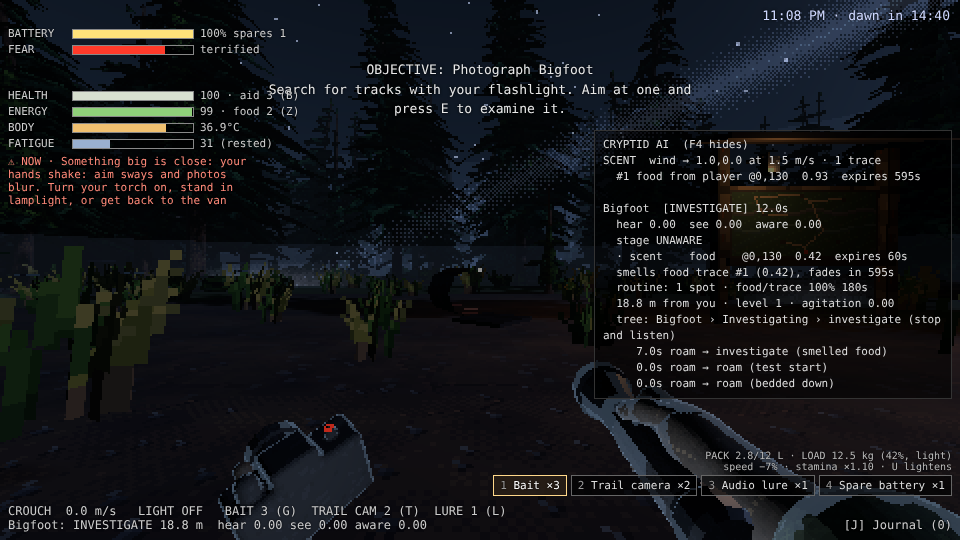 11:08 PM · dawn in 14:40
BATTERY 100% spares 1
FEAR terrified
HEALTH 100 · aid 3 (B)
ENERGY 99 · food 2 (Z)
BODY 36.9°C
FATIGUE 31 (rested)
⚠ NOW · Something big is close: your
hands shake: aim sways and photos
blur. Turn your torch on, stand in
lamplight, or get back to the van
OBJECTIVE: Photograph Bigfoot
Search for tracks with your flashlight. Aim at one and
press E to examine it.
CRYPTID AI (F4 hides)
SCENT wind → 1.0,0.0 at 1.5 m/s · 1 trace
#1 food from player @0,130 0.93 expires 595s
Bigfoot [INVESTIGATE] 12.0s
hear 0.00 see 0.00 aware 0.00
stage UNAWARE
· scent food @0,130 0.42 expires 60s
smells food trace #1 (0.42), fades in 595s
routine: 1 spot · food/trace 100% 180s
18.8 m from you · level 1 · agitation 0.00
tree: Bigfoot › Investigating › investigate (stop
and listen)
7.0s roam → investigate (smelled food)
0.0s roam → roam (test start)
0.0s roam → roam (bedded down)
PACK 2.8/12 L · LOAD 12.5 kg (42%, light)
speed −7% · stamina ×1.10 · U lightens
1 Bait ×3 2 Trail camera ×2 3 Audio lure ×1 4 Spare battery ×1
CROUCH 0.0 m/s LIGHT OFF BAIT 3 (G) TRAIL CAM 2 (T) LURE 1 (L)
Bigfoot: INVESTIGATE 18.8 m hear 0.00 see 0.00 aware 0.00
[J] Journal (0)